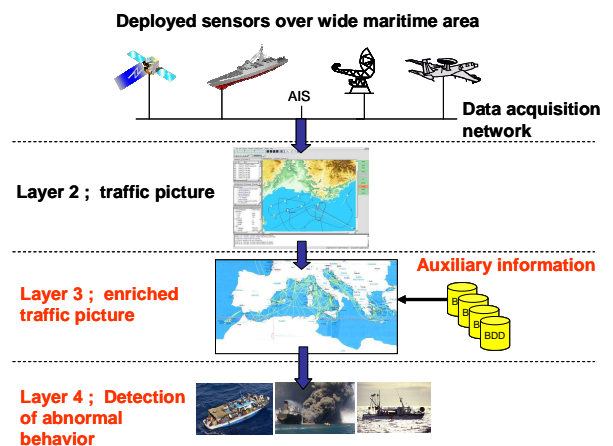 Deployed sensors over wide maritime area
AIS
Data acquisition
network
Layer 2 ; traffic picture
Auxiliary information
Layer 3 ; enriched
traffic picture
BDD
Layer 4 ; Detection
of abnormal
behavior